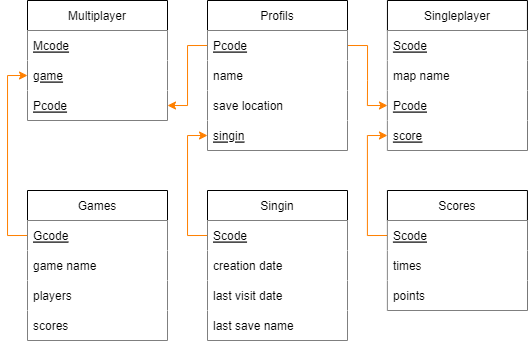 Multiplayer
Mcode
game
Pcode
Profils
Pcode
name
save location
singin
Singleplayer
Scode
map name
Pcode
score
Games
Gcode
game name
players
scores
Singin
Scode
creation date
last visit date
last save name
Scores
Scode
times
points